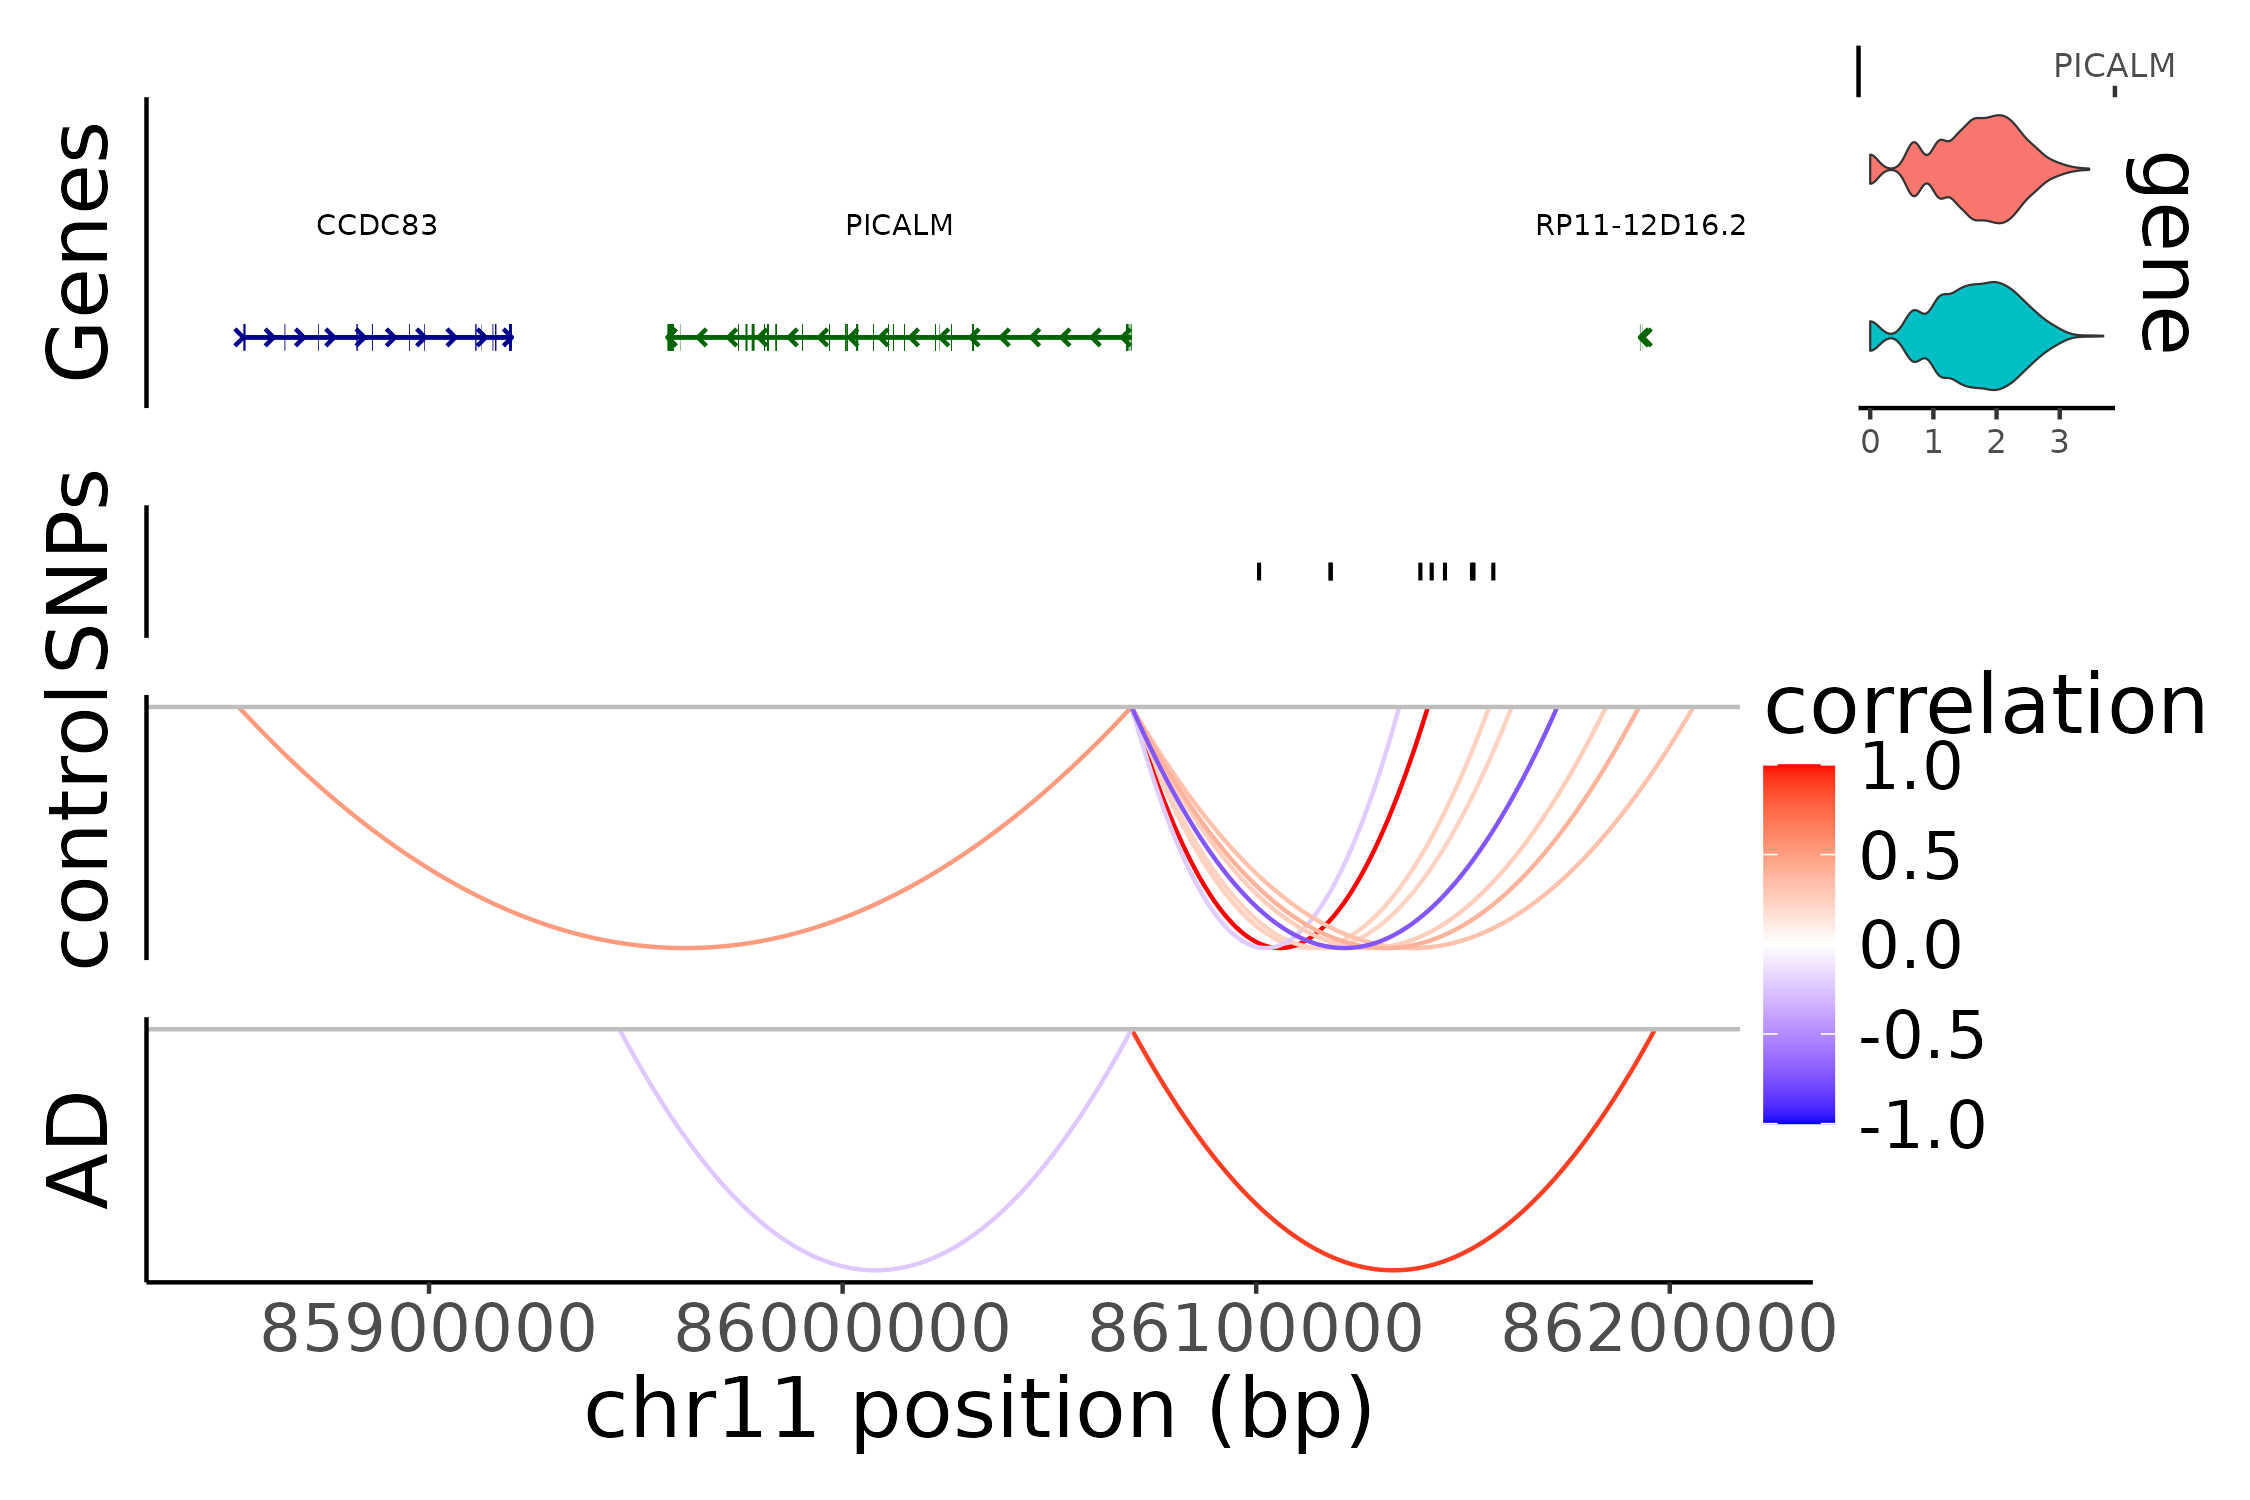 PICALM
Genes
CCDC83
PICALM
RP11-12D16.2
gene
0 1 2 3
SNPs
control
correlation
1.0
0.5
0.0
-0.5
-1.0
AD
85900000 86000000 86100000 86200000
chr11 position (bp)